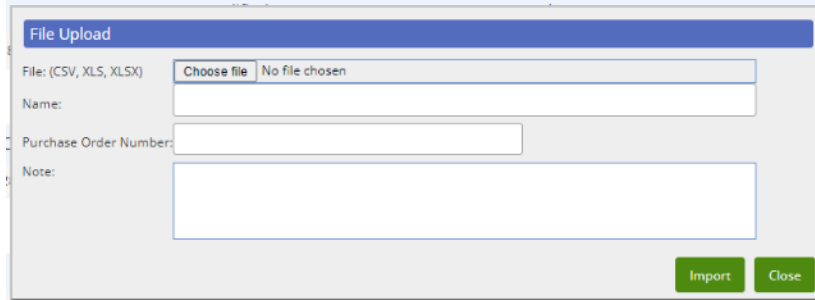 File Upload
File: (CSV, XLS, XLSX) Choose file No file chosen
Name:
Purchase Order Number:
Note:
Import Close